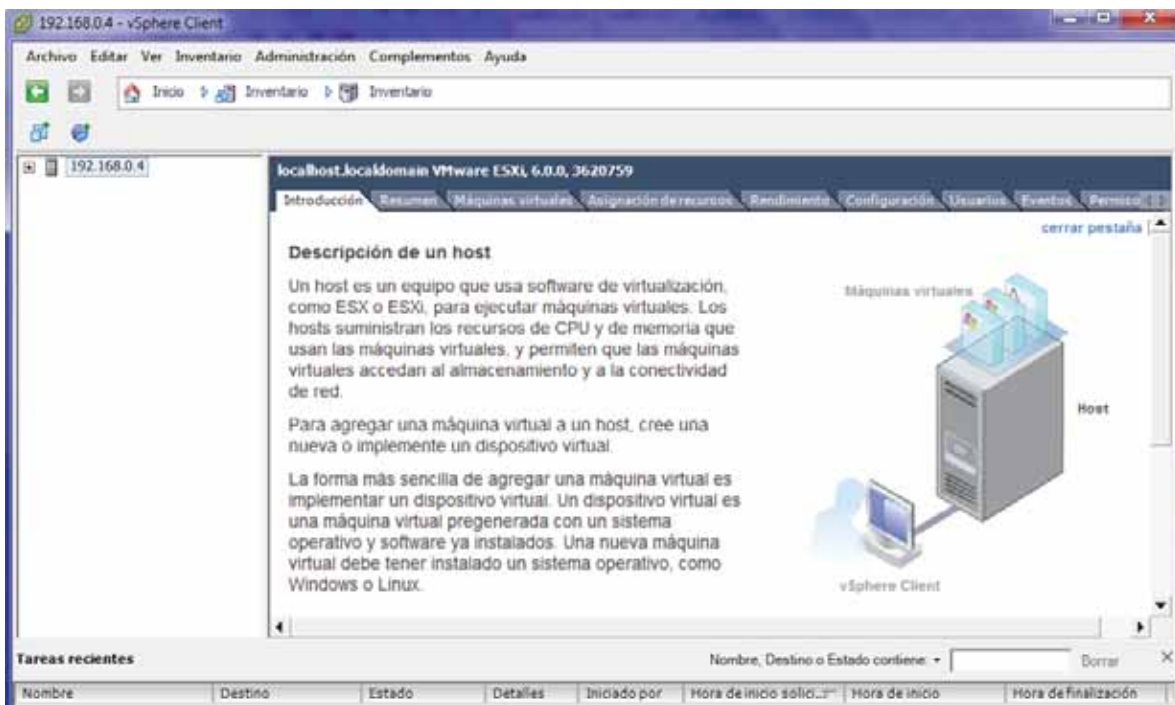 192.168.0.4 - vSphere Client
Archivo Editar Ver Inventario Administración Complementos Ayuda
Inicio Inventario Inventario
192.168.0.4
localhost.localdomain VMware ESXi, 6.0.0, 3620759
Introducción Resumen Máquinas virtuales Asignación de recursos Rendimiento Configuración Usuarios Eventos Permiso
cerrar pestaña
Descripción de un host
Un host es un equipo que usa software de virtualización,
como ESX o ESXi, para ejecutar máquinas virtuales. Los
hosts suministran los recursos de CPU y de memoria que
usan las máquinas virtuales, y permiten que las máquinas
virtuales accedan al almacenamiento y a la conectividad
de red.
Para agregar una máquina virtual a un host, cree una
nueva o implemente un dispositivo virtual.
La forma más sencilla de agregar una máquina virtual es
implementar un dispositivo virtual. Un dispositivo virtual es
una máquina virtual pregenerada con un sistema
operativo y software ya instalados. Una nueva máquina
virtual debe tener instalado un sistema operativo, como
Windows o Linux.
Máquinas virtuales
Host
vSphere Client
Tareas recientes
Nombre, Destino o Estado contiene:
Borrar
Nombre Destino Estado Detalles Iniciado por Hora de inicio solici... Hora de inicio Hora de finalización